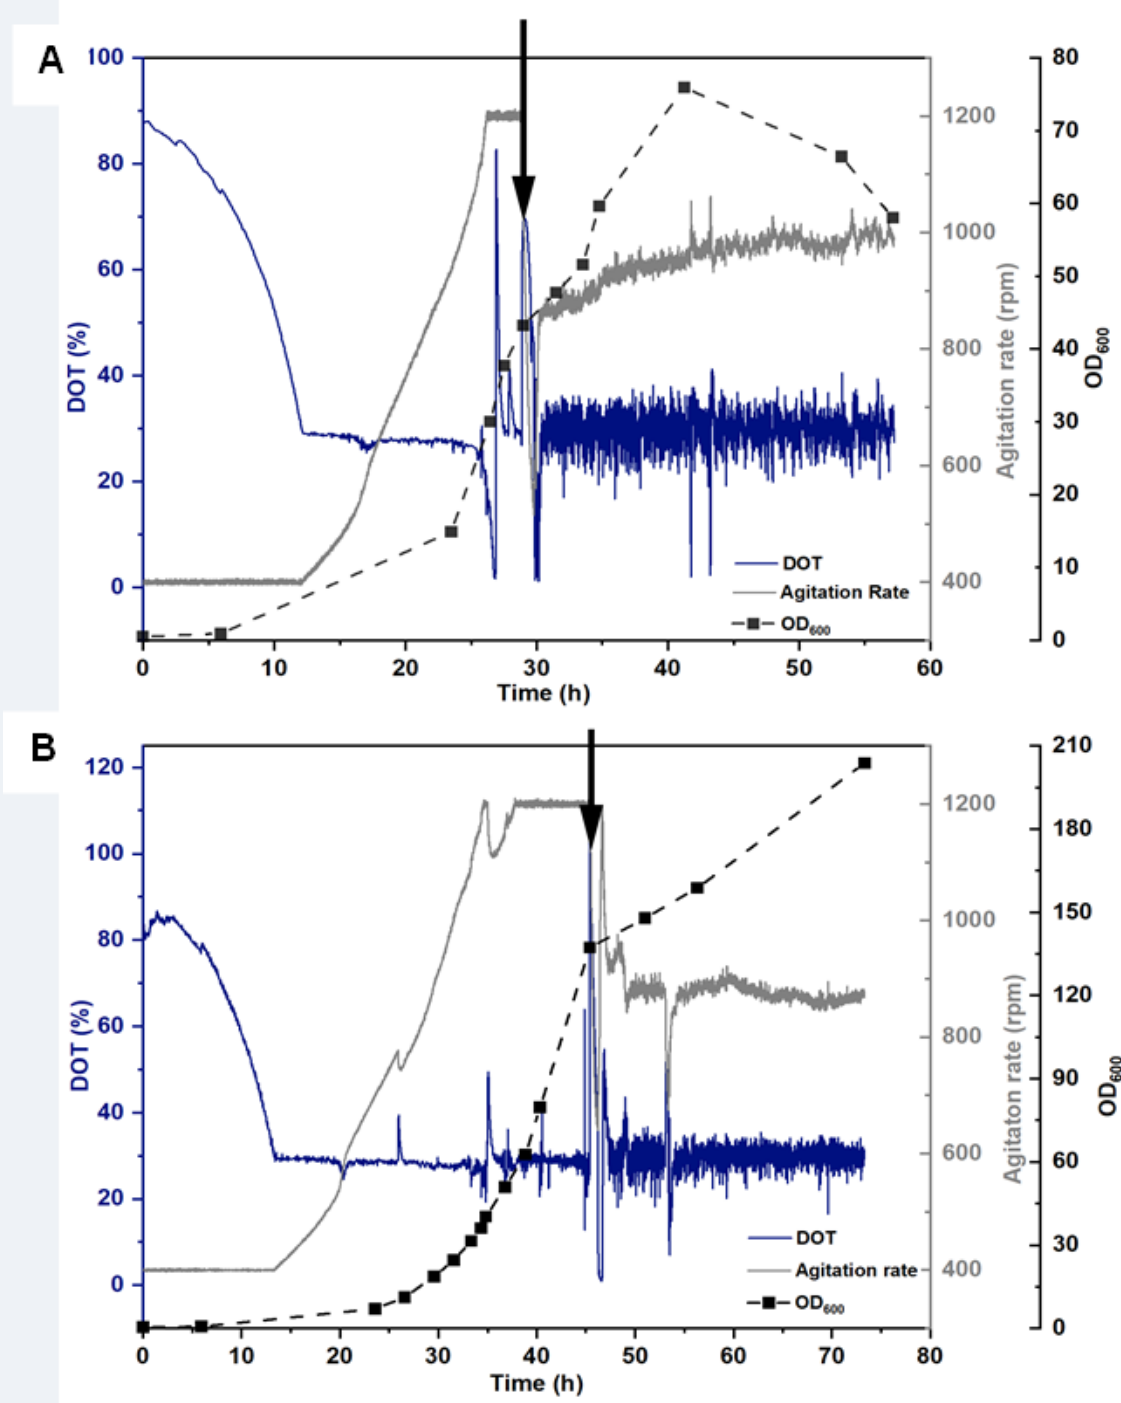 A
100
80
60
40
20
0
DOT (%)
1200
1000
800
600
400
Agitation rate (rpm)
80
70
60
50
40
30
20
10
0
OD600
DOT
Agitation Rate
OD600
0 10 20 30 40 50 60
Time (h)
B
120
100
80
60
40
20
0
DOT (%)
1200
1000
800
600
400
Agitaton rate (rpm)
210
180
150
120
90
60
30
0
OD600
DOT
Agitation rate
OD600
0 10 20 30 40 50 60 70 80
Time (h)